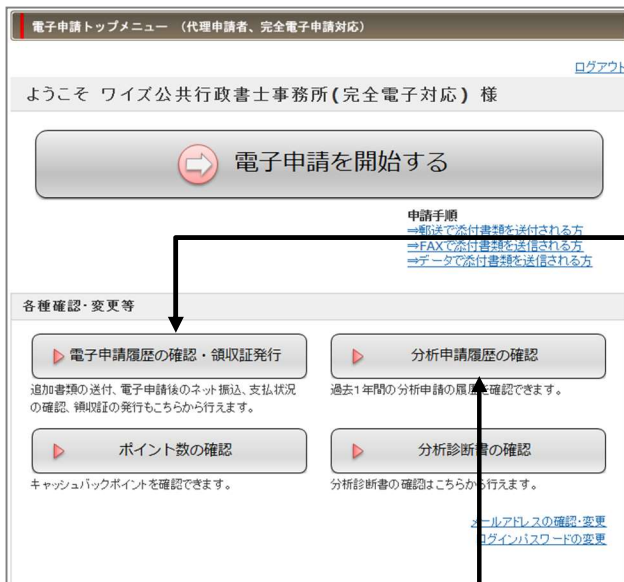 電子申請トップメニュー （代理申請者、完全電子申請対応）
ログアウト
ようこそ ワイズ公共行政書士事務所(完全電子対応) 様
電子申請を開始する
申請手順
⇒郵送で添付書類を送付される方
⇒FAXで添付書類を送信される方
⇒データで添付書類を送信される方
各種確認・変更等
電子申請履歴の確認・領収証発行
分析申請履歴の確認
追加書類の送付、電子申請後のネット振込、支払状況
の確認、領収証の発行もこちらから行えます。
過去1年間の分析申請の履歴を確認できます。
ポイント数の確認
分析診断書の確認
キャッシュバックポイントを確認できます。
分析診断書の確認はこちらから行えます。
メールアドレスの確認・変更
ログインパスワードの変更